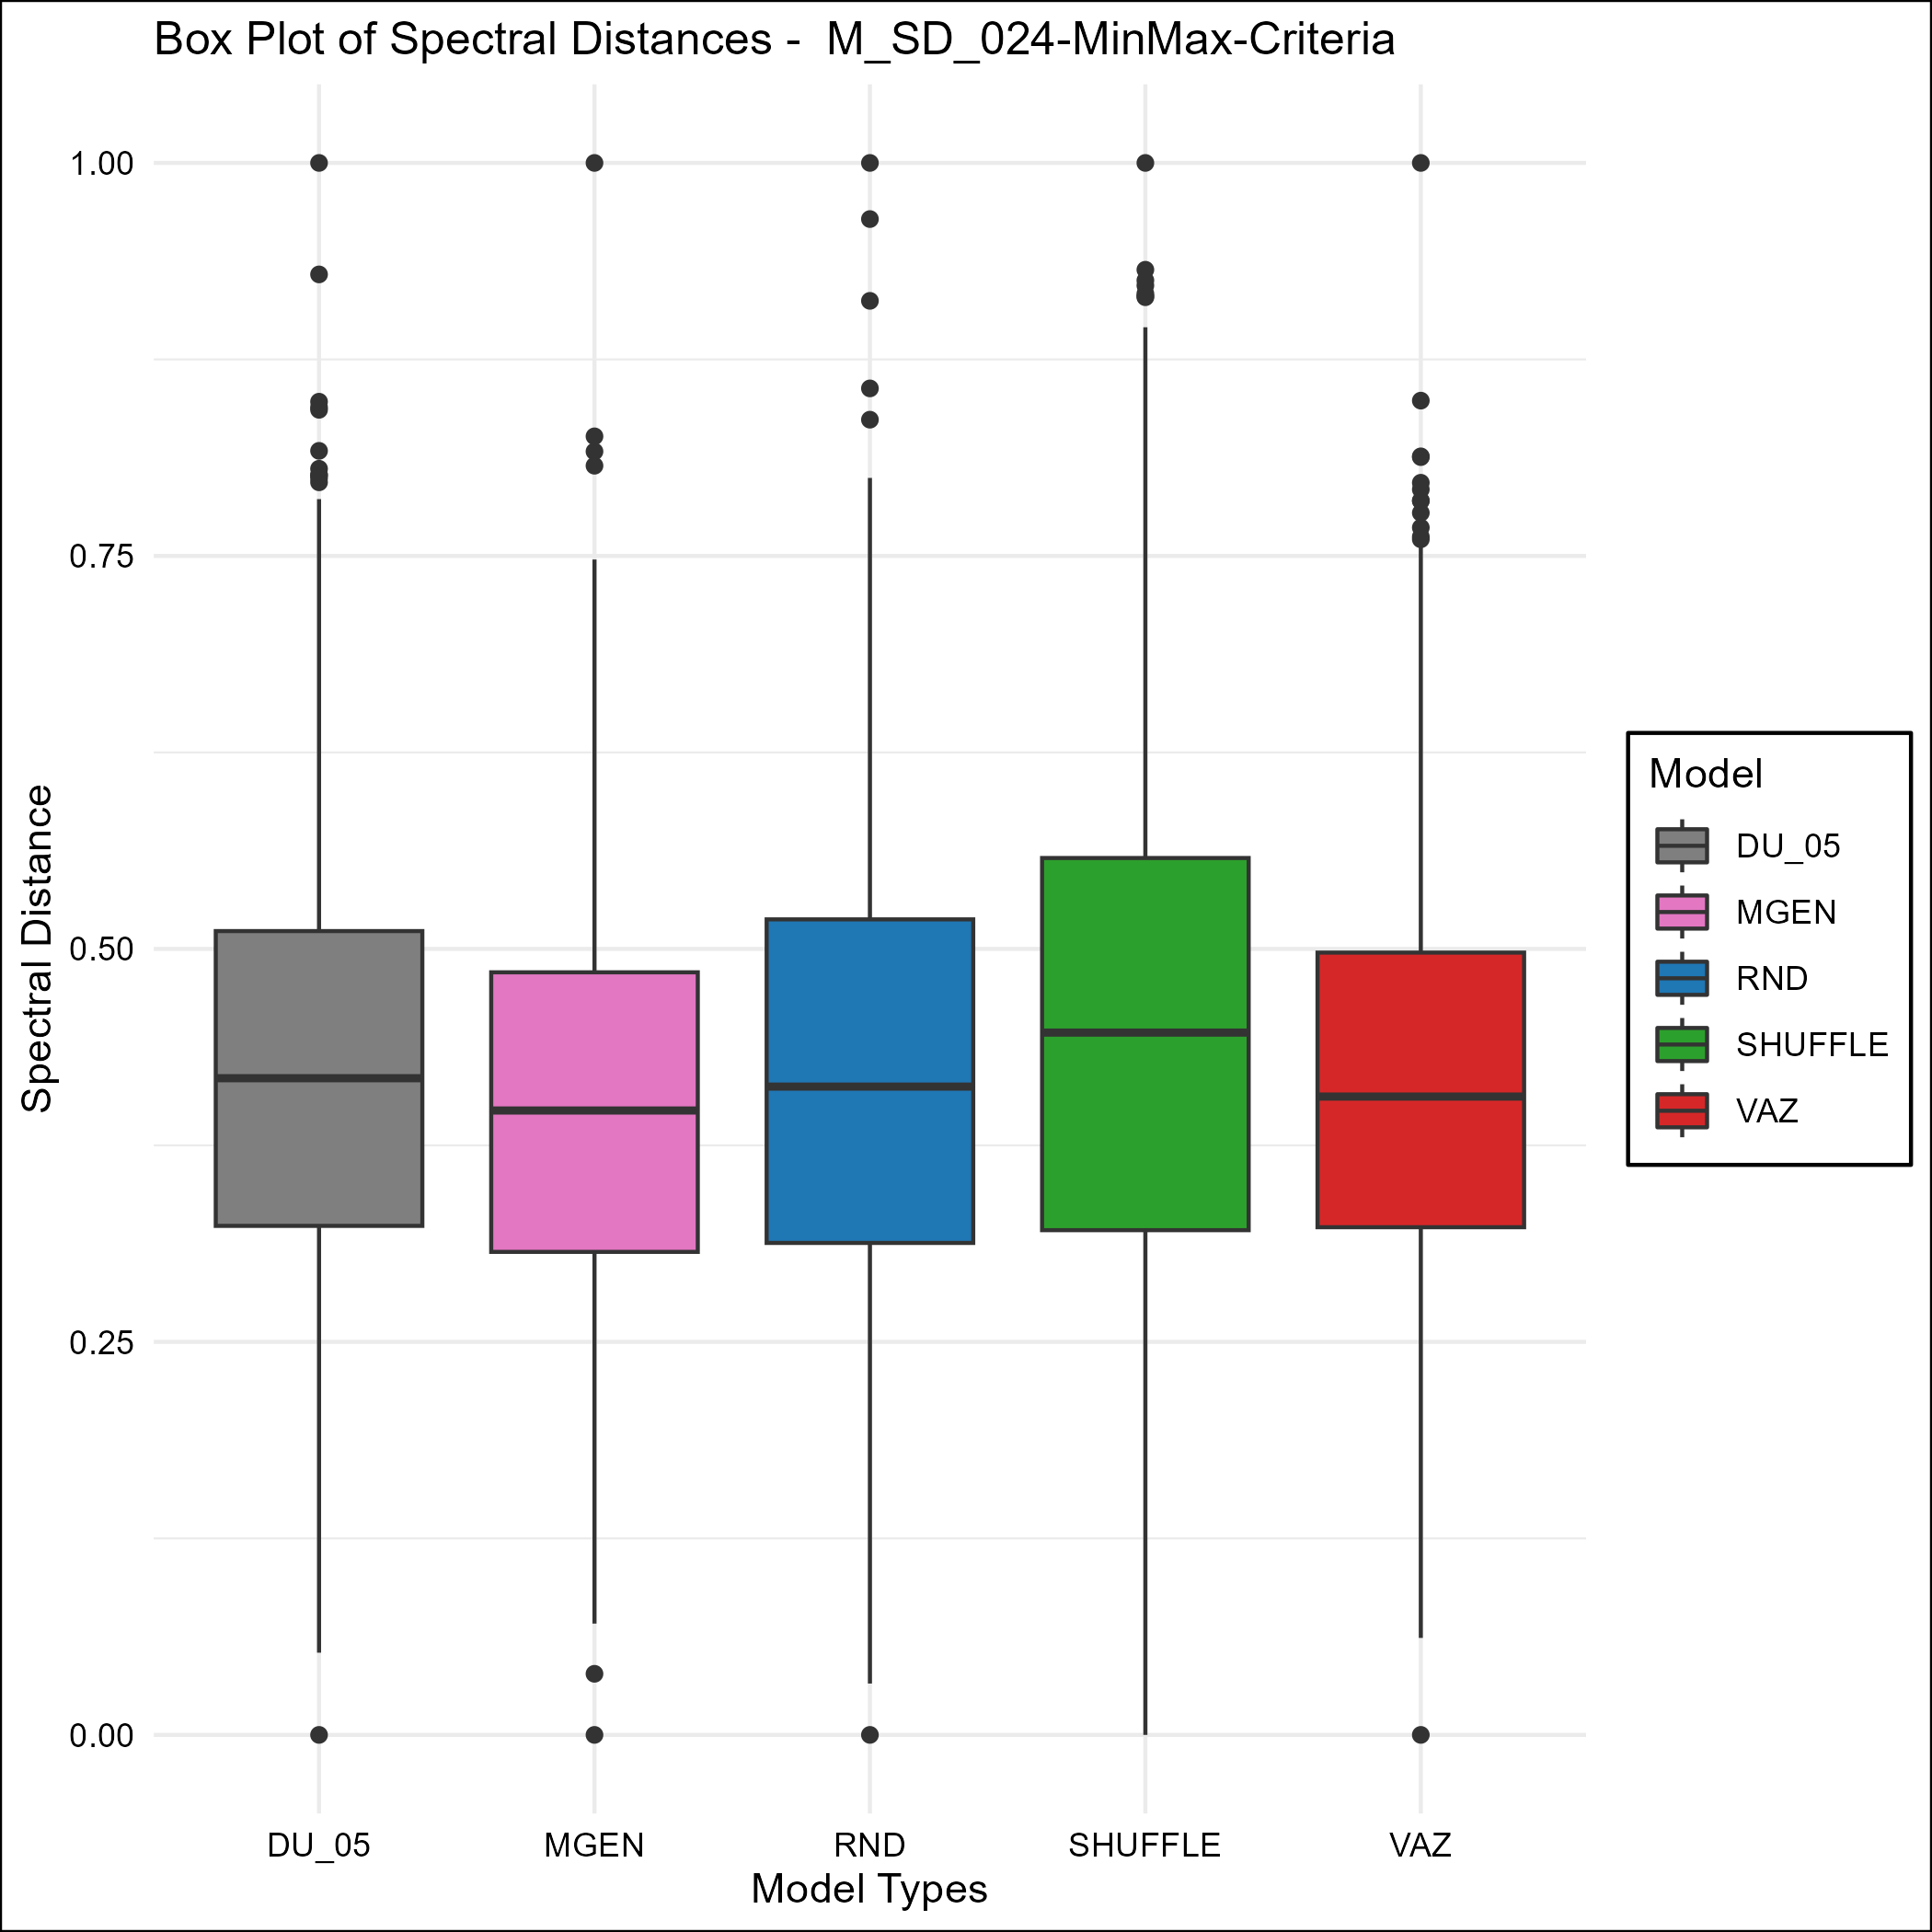 Box Plot of Spectral Distances -  M_SD_024-MinMax-Criteria
1.00
0.75
0.50
0.25
0.00
Spectral Distance
DU_05
MGEN
RND
SHUFFLE
VAZ
Model Types
Model
DU_05
MGEN
RND
SHUFFLE
VAZ